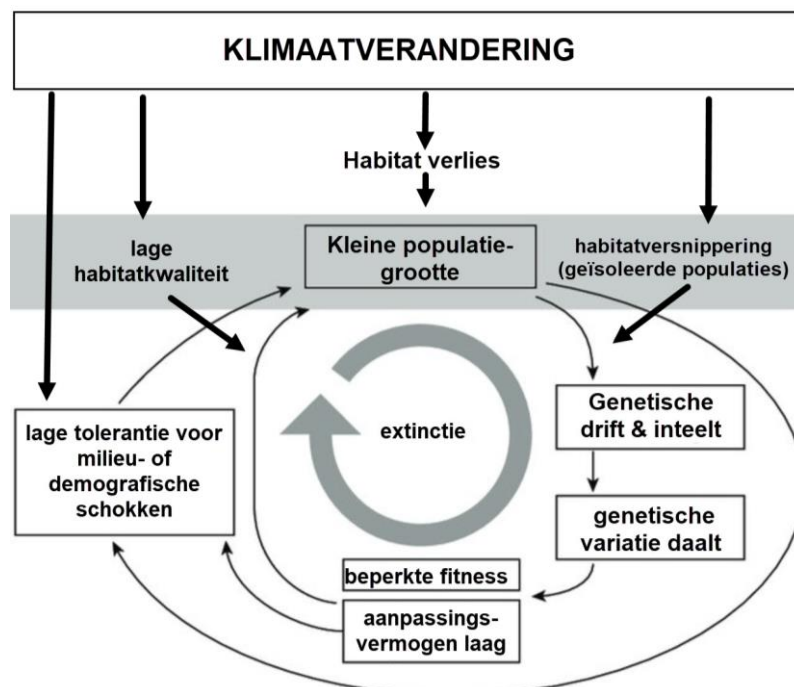 KLIMAATVERANDERING
Habitat verlies
lage
habitatkwaliteit
Kleine populatie-
grootte
habitatversnippering
(geïsoleerde populaties)
Genetische
drift & inteelt
extinctie
lage tolerantie voor
milieu- of
demografische
schokken
genetische
variatie daalt
beperkte fitness
aanpassings-
vermogen laag